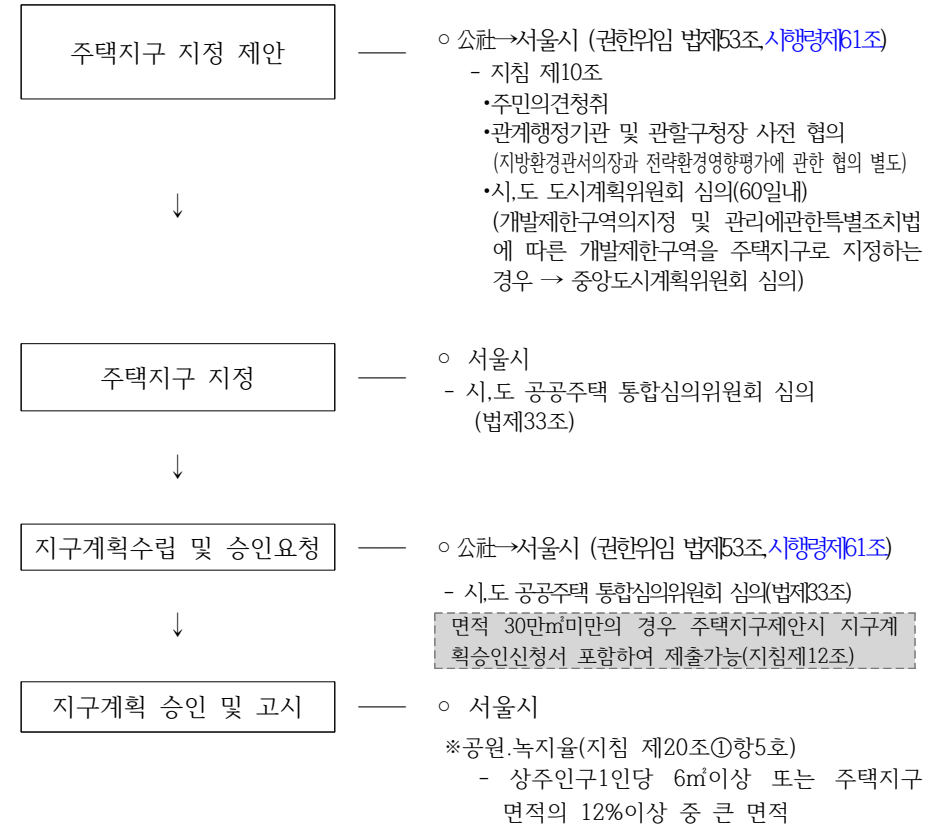 주택지구 지정 제안
○ 公社→서울시 (권한위임 법제53조,시행령제61조)
- 지침 제10조
•주민의견청취
•관계행정기관 및 관할구청장 사전 협의
(지방환경관서의장과 전략환경영향평가에 관한 협의 별도)
•시,도 도시계획위원회 심의(60일내)
(개발제한구역의지정 및 관리에관한특별조치법
에 따른 개발제한구역을 주택지구로 지정하는
경우 → 중앙도시계획위원회 심의)
↓
주택지구 지정
○ 서울시
- 시,도 공공주택 통합심의위원회 심의
(법제33조)
↓
지구계획수립 및 승인요청
○ 公社→서울시 (권한위임 법제53조,시행령제61조)
- 시,도 공공주택 통합심의위원회 심의(법제33조)
면적 30만㎡미만의 경우 주택지구제안시 지구계
획승인신청서 포함하여 제출가능(지침제12조)
↓
지구계획 승인 및 고시
○ 서울시
※공원.녹지율(지침 제20조①항5호)
- 상주인구1인당 6㎡이상 또는 주택지구
면적의 12%이상 중 큰 면적